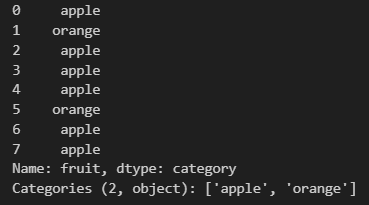 0     apple
1    orange
2     apple
3     apple
4     apple
5    orange
6     apple
7     apple
Name: fruit, dtype: category
Categories (2, object): ['apple', 'orange']